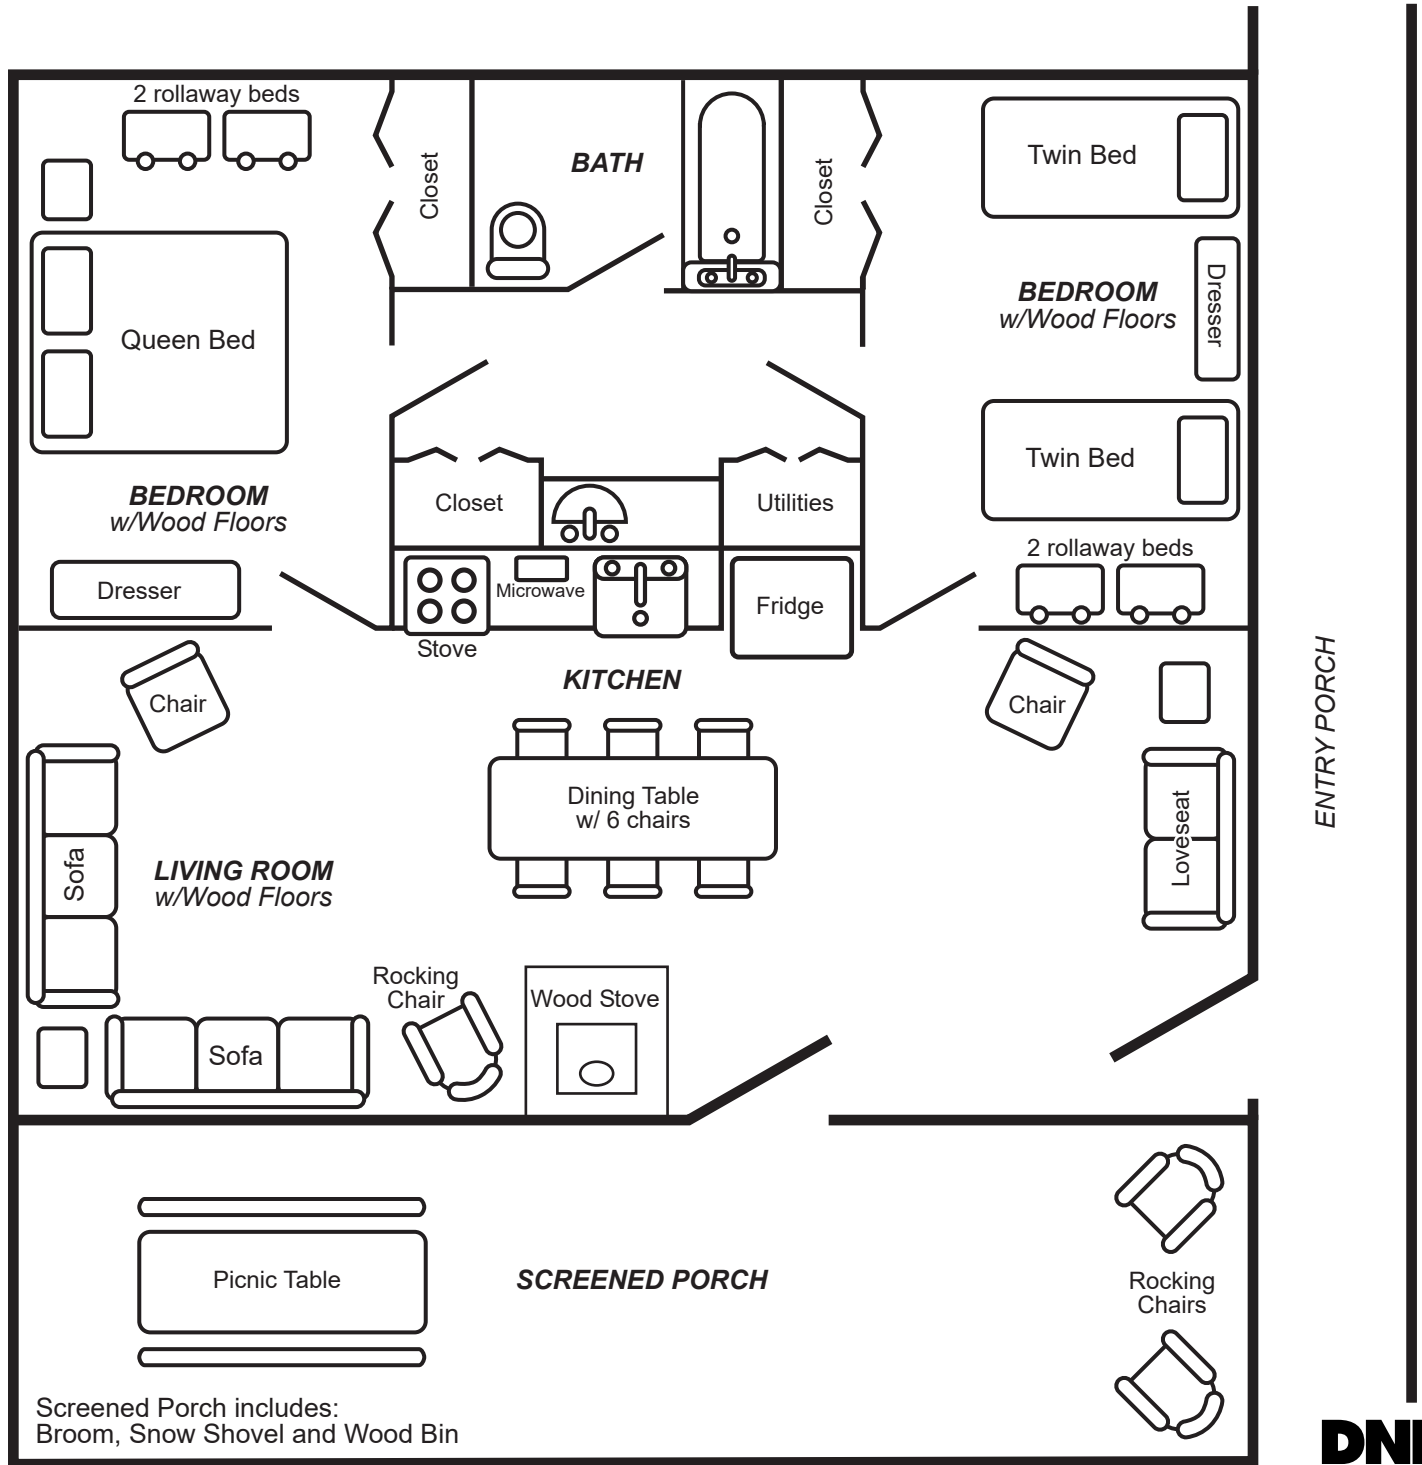 2 rollaway beds
Closet
BATH
Closet
Twin Bed
Queen Bed
BEDROOM
w/Wood Floors
Dresser
Twin Bed
BEDROOM
w/Wood Floors
Closet
Utilities
2 rollaway beds
Dresser
Stove
Microwave
Fridge
KITCHEN
Chair
Chair
ENTRY PORCH
Dining Table
w/ 6 chairs
Sofa
LIVING ROOM
w/Wood Floors
Loveseat
Rocking
Chair
Wood Stove
Sofa
Picnic Table
SCREENED PORCH
Rocking
Chairs
Screened Porch includes:
Broom, Snow Shovel and Wood Bin